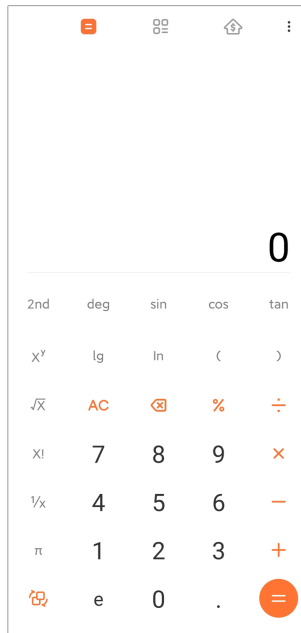 0
2nd deg sin cos tan
xʸ lg ln ( )
√x AC % ÷
X! 7 8 9 ×
¹/x 4 5 6 −
π 1 2 3 +
e 0 . =